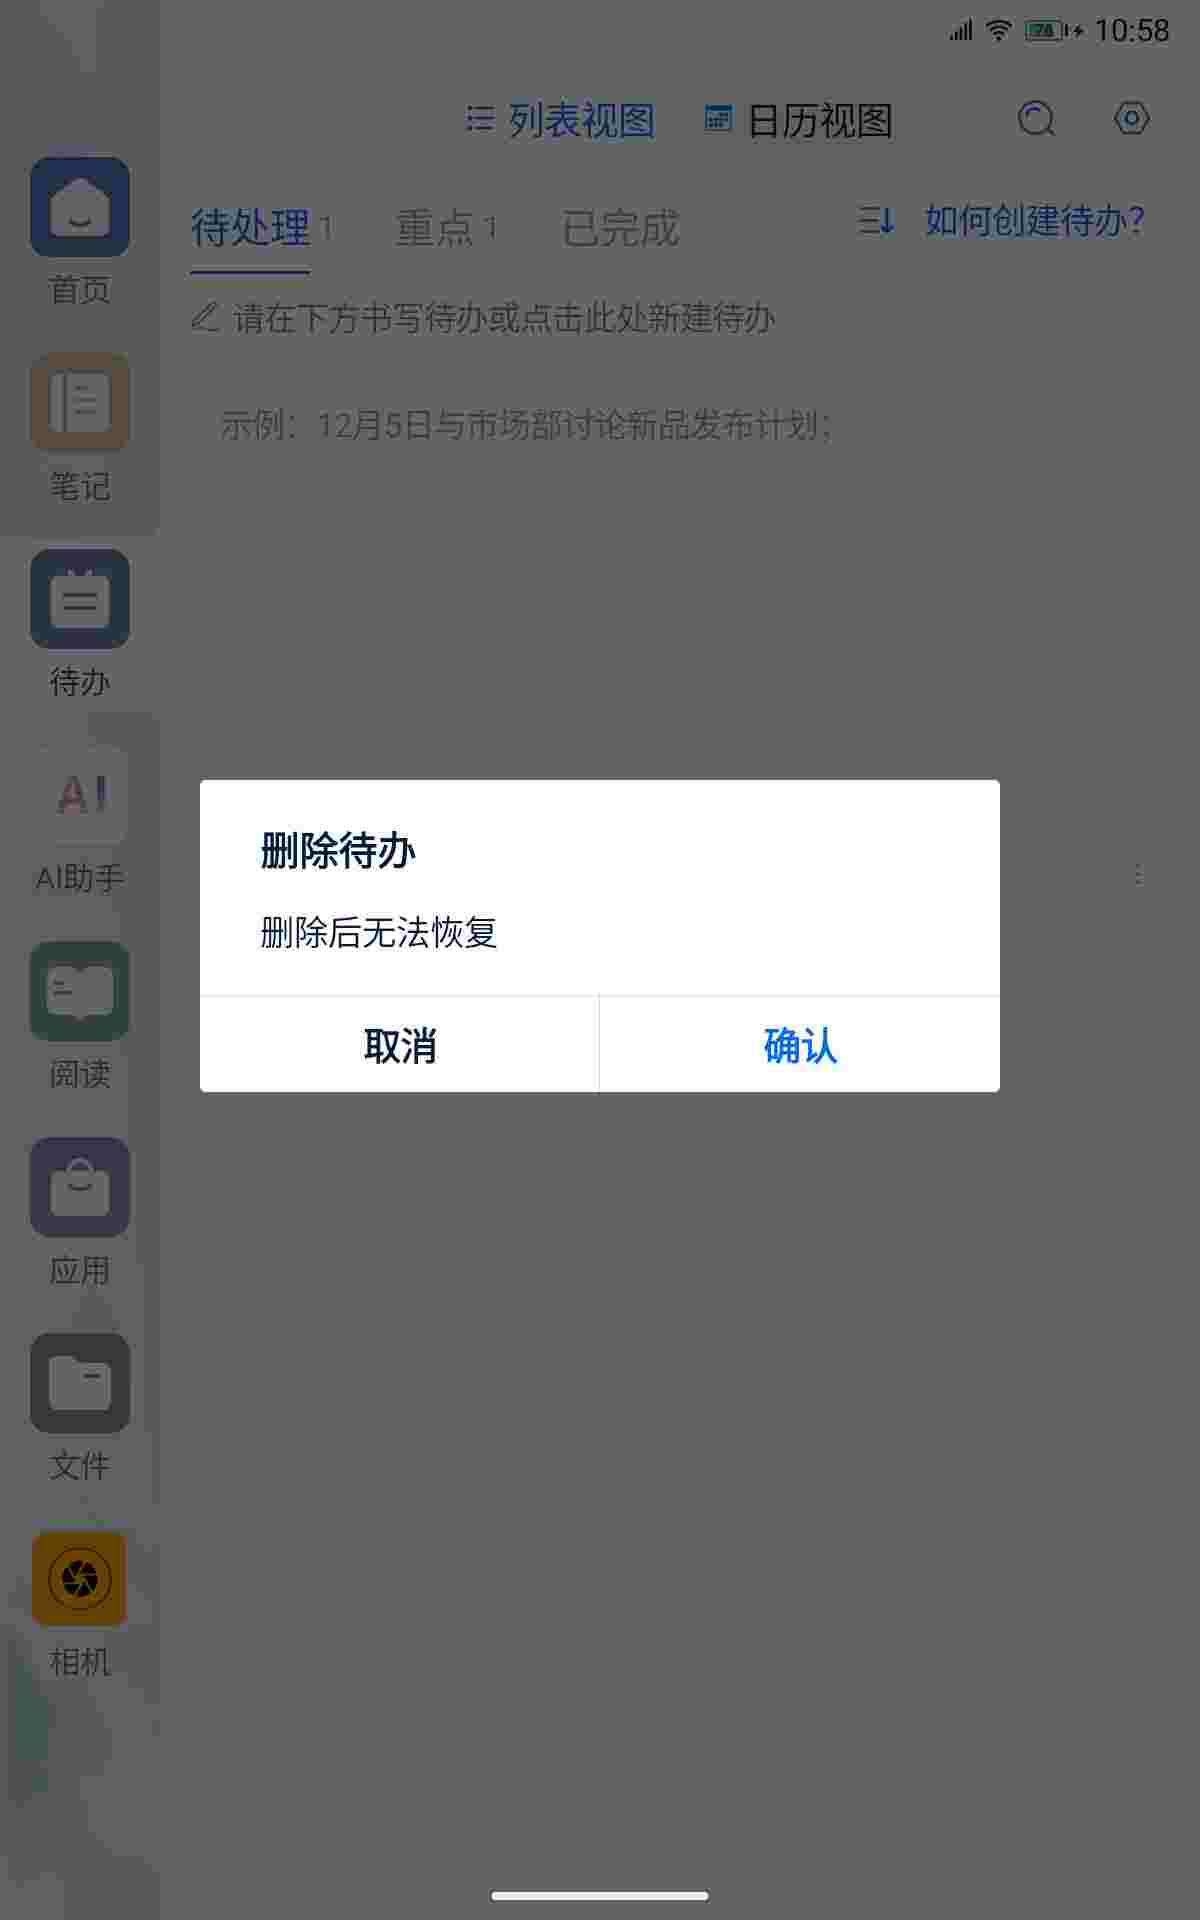 74 10:58
列表视图 日历视图
待处理 1 重点 1 已完成 如何创建待办?
请在下方书写待办或点击此处新建待办
示例：12月5日与市场部讨论新品发布计划；
首页
笔记
待办
AI
AI助手
阅读
应用
文件
相机
删除待办
删除后无法恢复
取消 确认